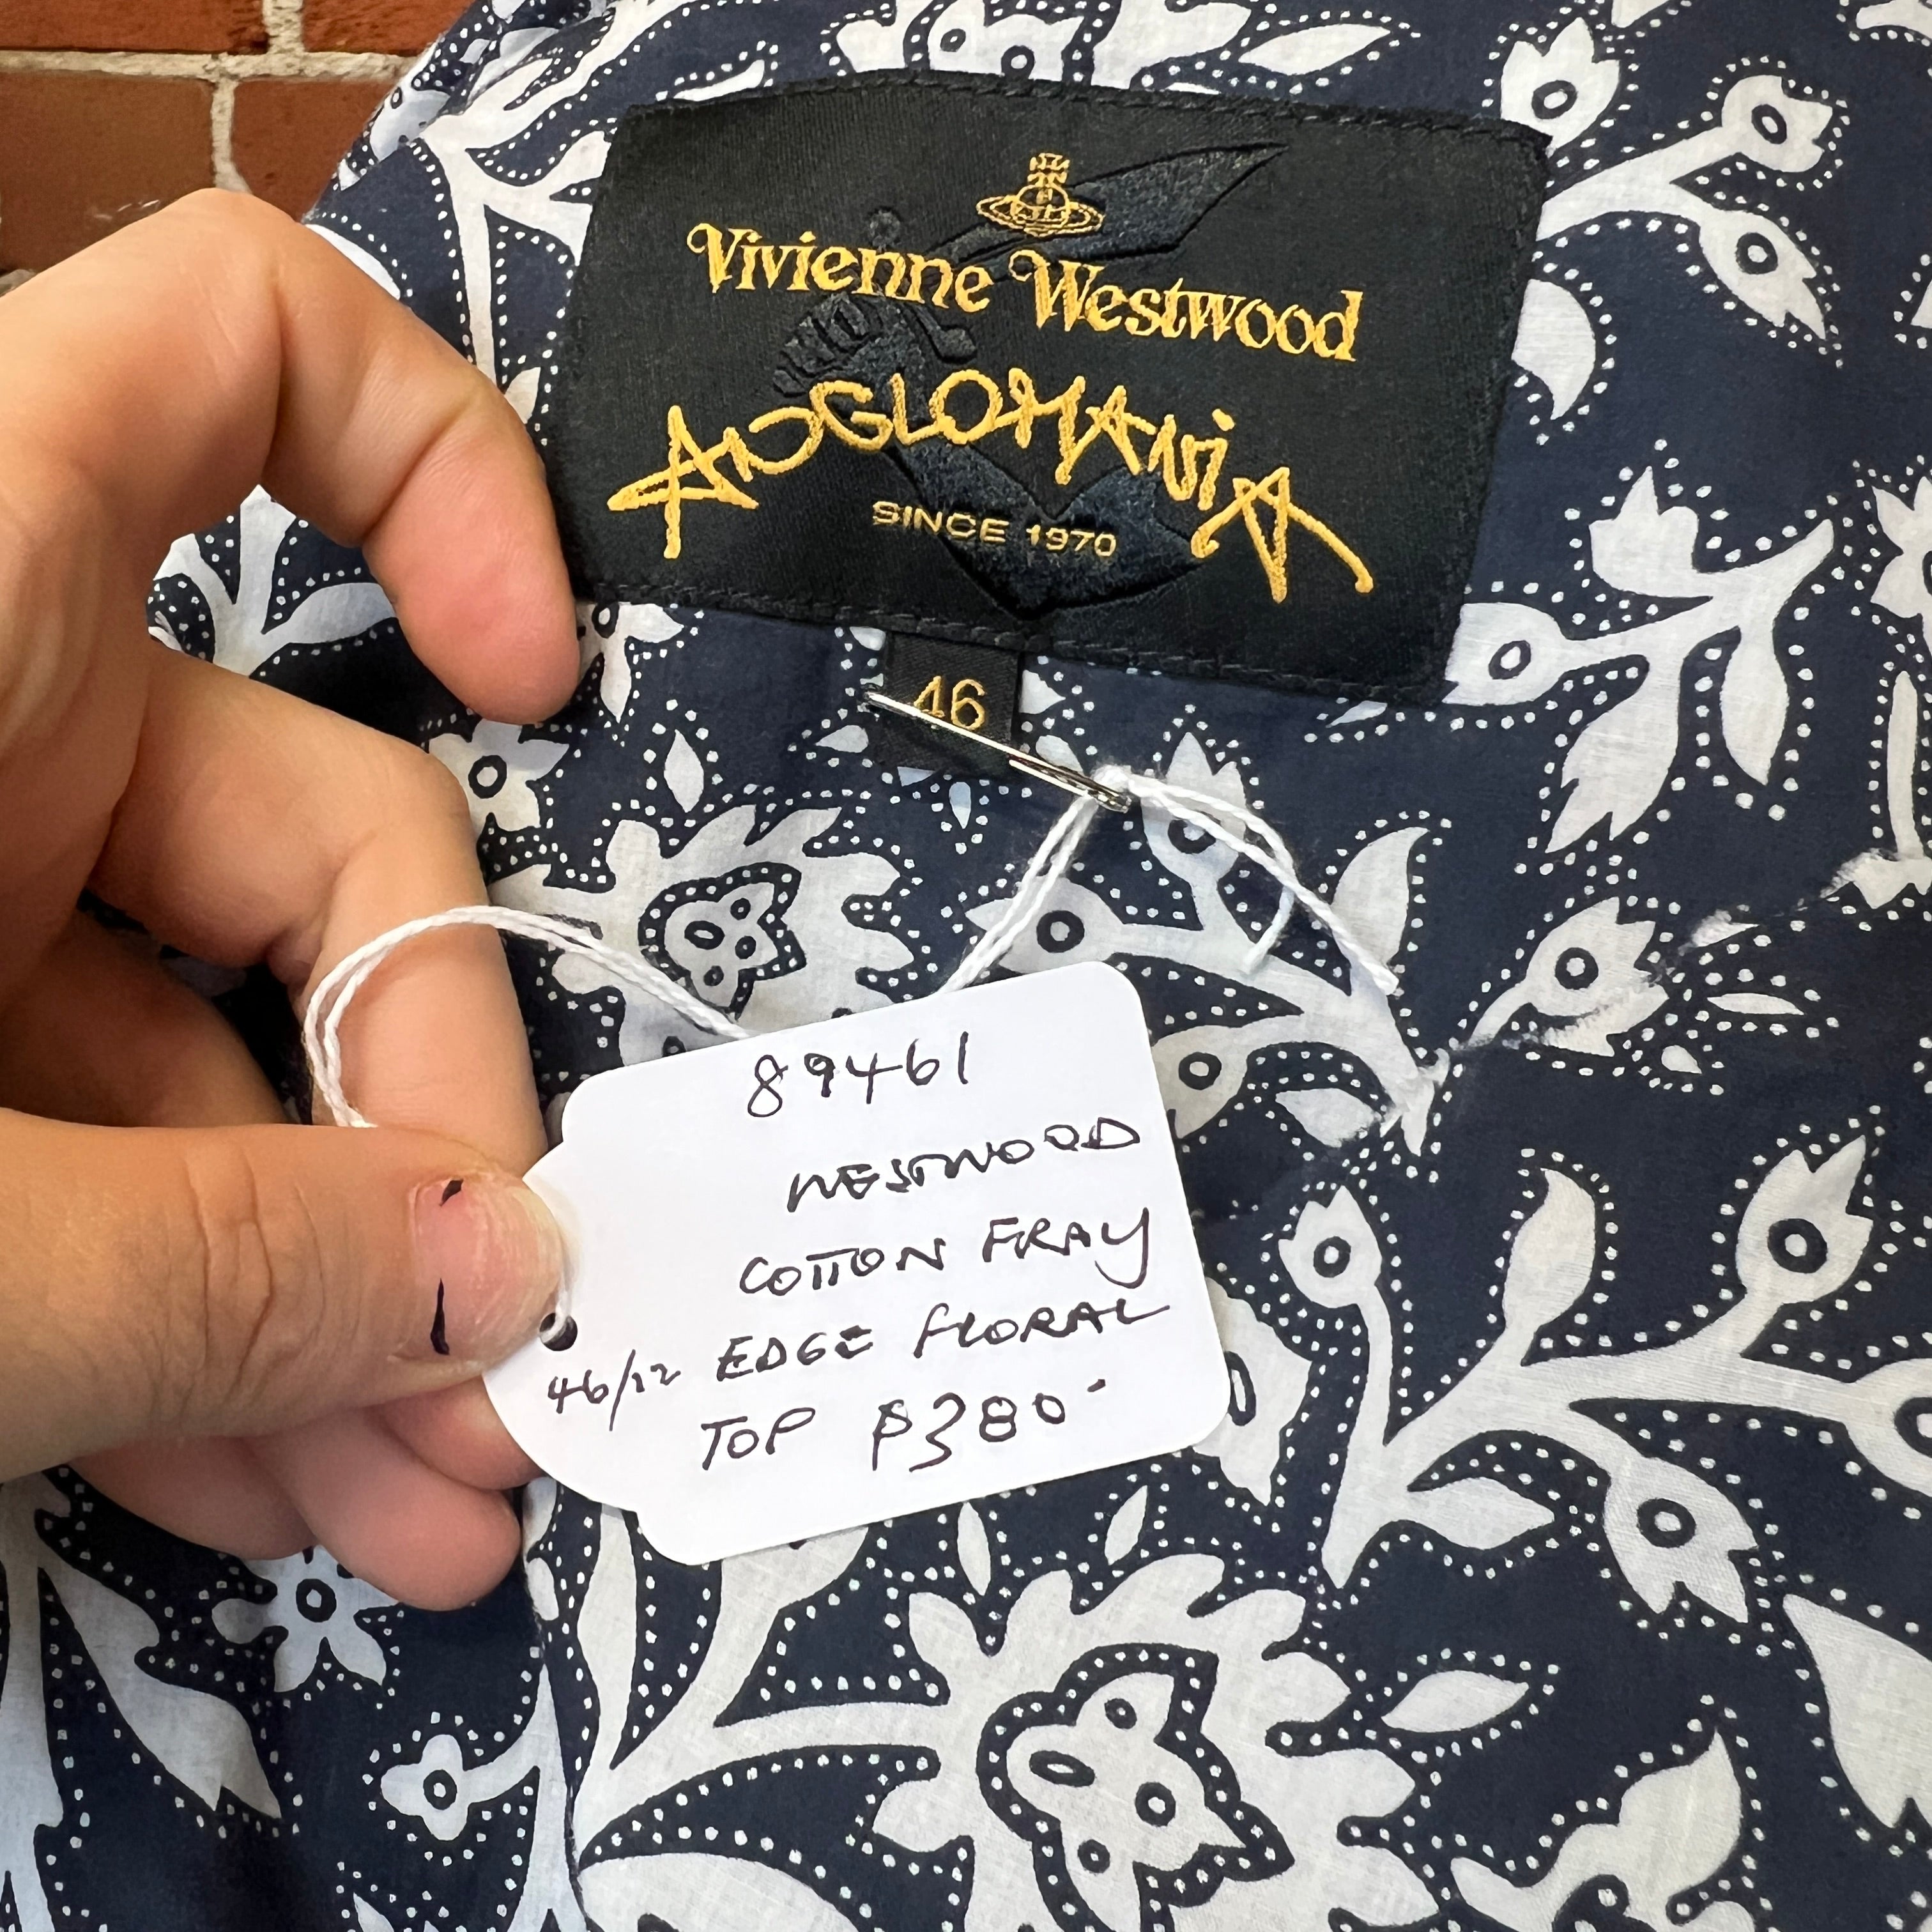 Vivienne Westwood
ANGLOMANIA
SINCE 1970
46
89461
WESTWOOD
COTTON FRAY
46/12 EDGE FLORAL
TOP $380-